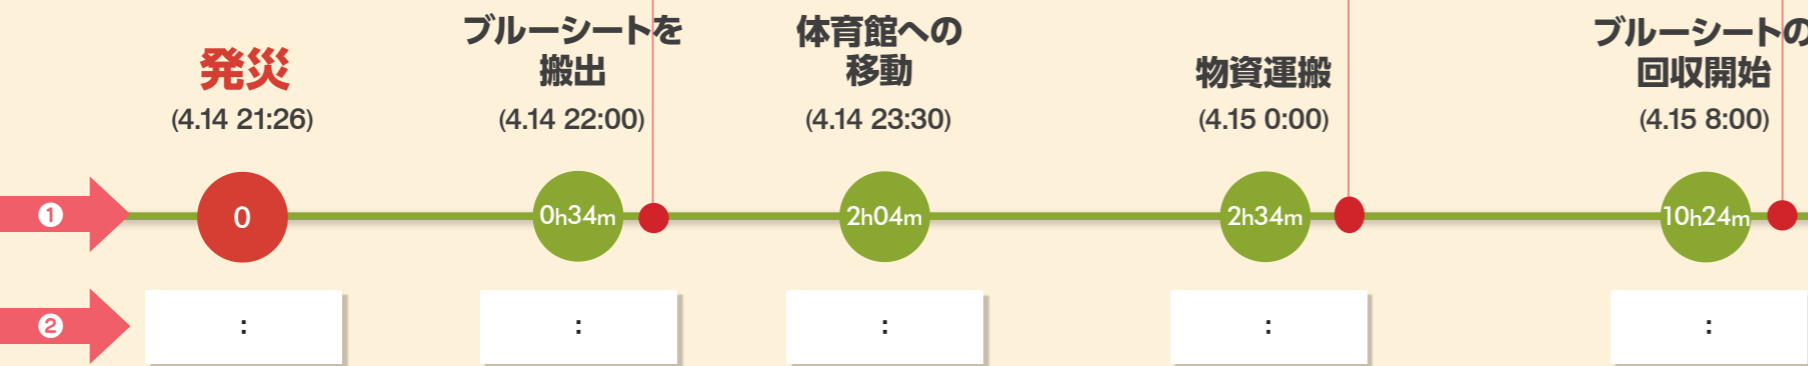 発災
(4.14 21:26)
ブルーシートを
搬出
(4.14 22:00)
体育館への
移動
(4.14 23:30)
物資運搬
(4.15 0:00)
ブルーシートの
回収開始
(4.15 8:00)
❶
0
0h34m
2h04m
2h34m
10h24m
❷
:
:
:
:
: